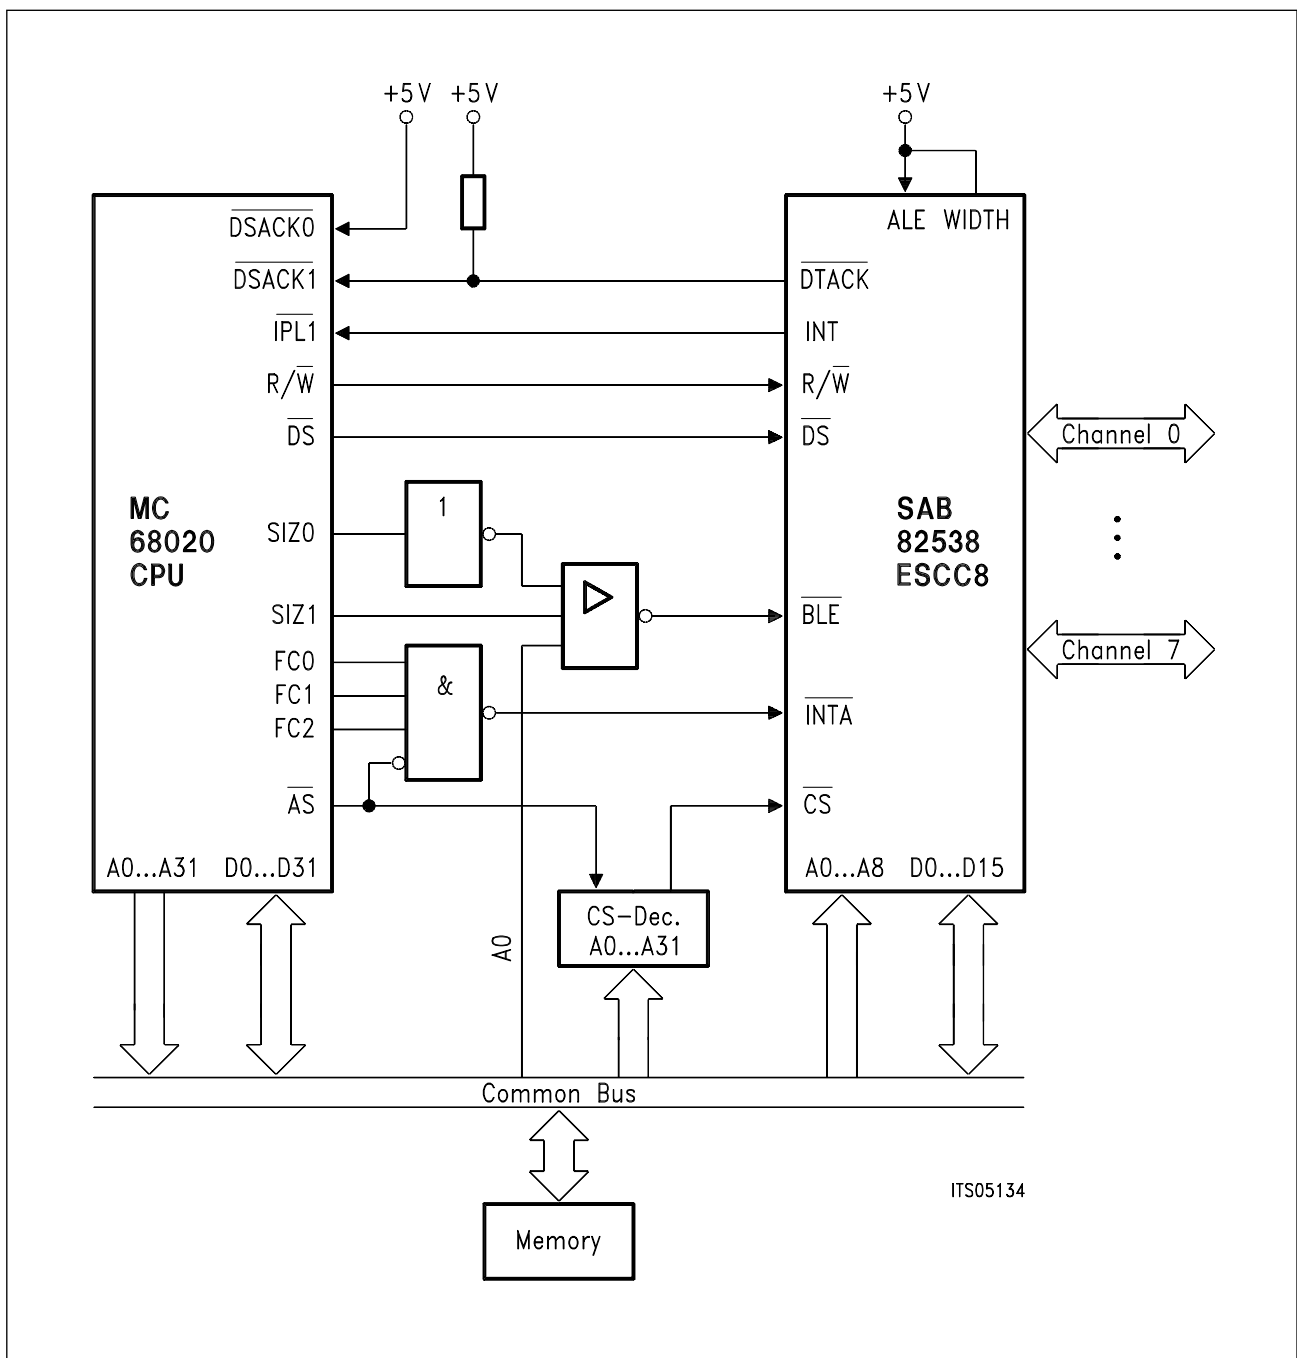 +5V +5V +5V
ALE WIDTH
DSACK0
DSACK1
DTACK
IPL1
INT
R/W
R/W
DS
DS
Channel 0
MC
68020
CPU
SIZ0
1
SAB
82538
ESCC8
SIZ1
BLE
FC0
FC1
FC2
&
Channel 7
INTA
AS
CS
A0...A31 D0...D31
A0...A8 D0...D15
CS-Dec.
A0...A31
A0
Common Bus
ITS05134
Memory